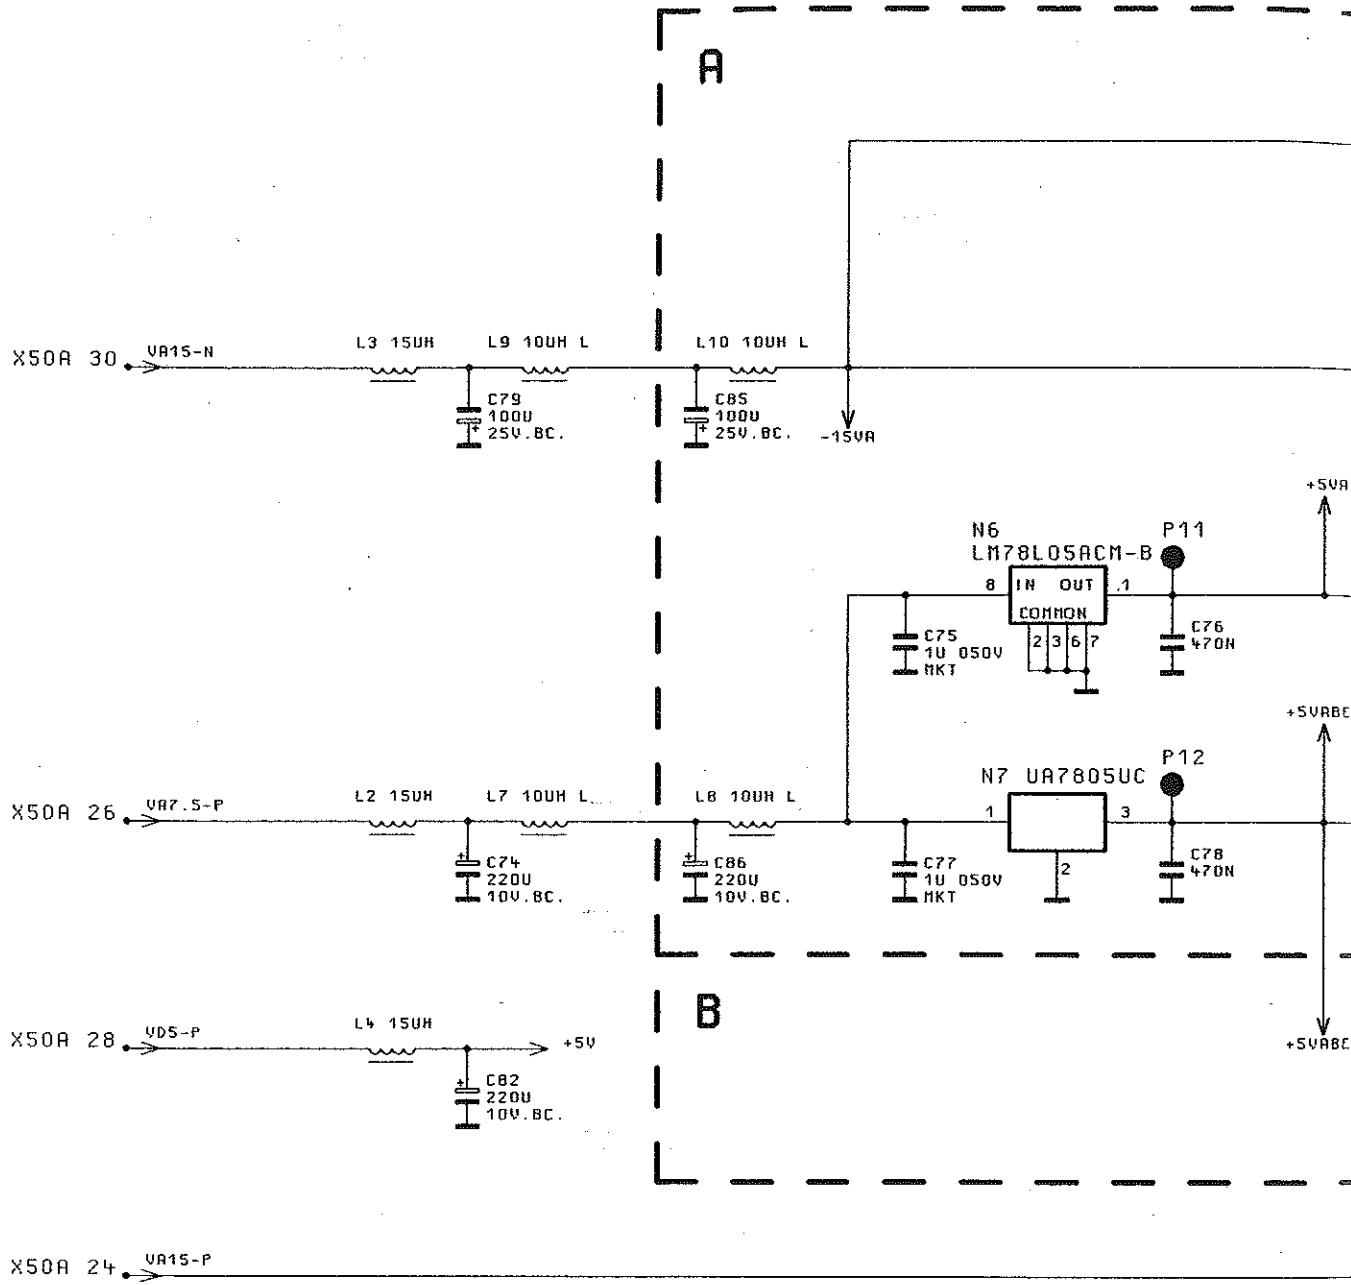 A
X50A 30
VA15-N
L3 15UH
L9 10UH L
L10 10UH L
C79
100U
25V.BC.
C85
100U
25V.BC.
-15VA
+5VA
N6
LM78L05ACM-B
P11
8
IN OUT
1
COMMON
2 3 6 7
C75
1U 050V
MKT
C76
470N
+5VABE
P12
N7 UA7805UC
X50A 26
VA7.5-P
L2 15UH
L7 10UH L
L8 10UH L
1
3
2
C74
220U
10V.BC.
C86
220U
10V.BC.
C77
1U 050V
MKT
C78
470N
B
X50A 28
VD5-P
L4 15UH
+5V
+5VABE
C82
220U
10V.BC.
X50A 24
VA15-P